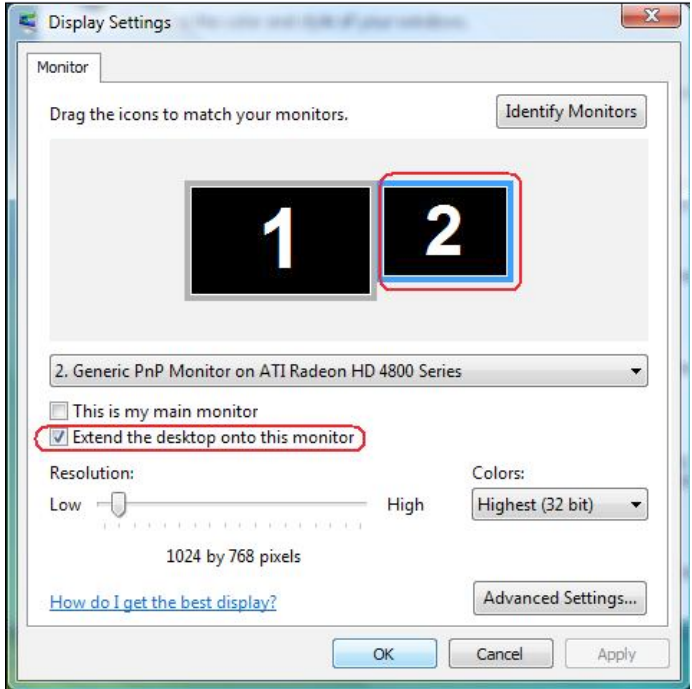 Display Settings
Monitor
Drag the icons to match your monitors.
Identify Monitors
1
2
2. Generic PnP Monitor on ATI Radeon HD 4800 Series
This is my main monitor
Extend the desktop onto this monitor
Resolution:
Colors:
Low
High
Highest (32 bit)
1024 by 768 pixels
How do I get the best display?
Advanced Settings...
OK
Cancel
Apply